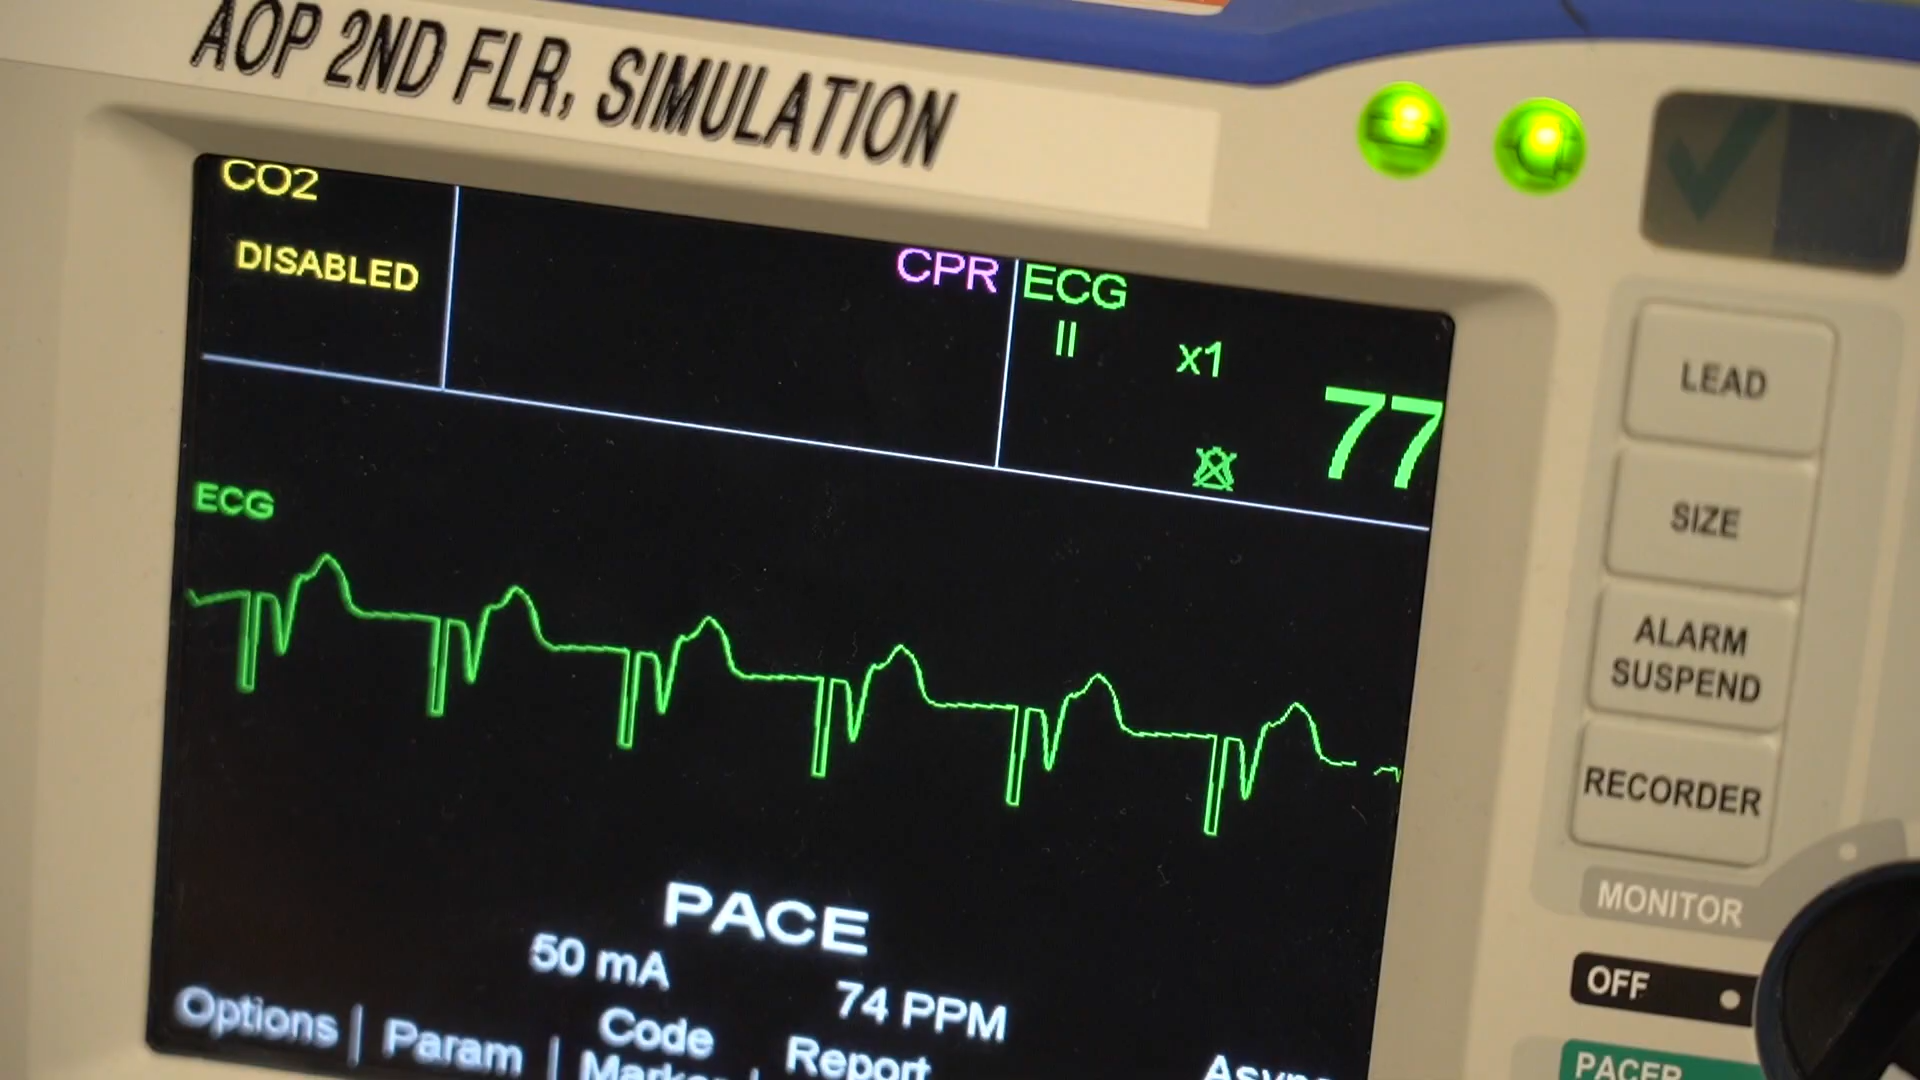 AOP 2ND FLR, SIMULATION
CO2
DISABLED
CPR
ECG
II
x1
77
ECG
PACE
50 mA
74 PPM
Options | Param | Code
Report
LEAD
SIZE
ALARM
SUSPEND
RECORDER
MONITOR
OFF
PACER